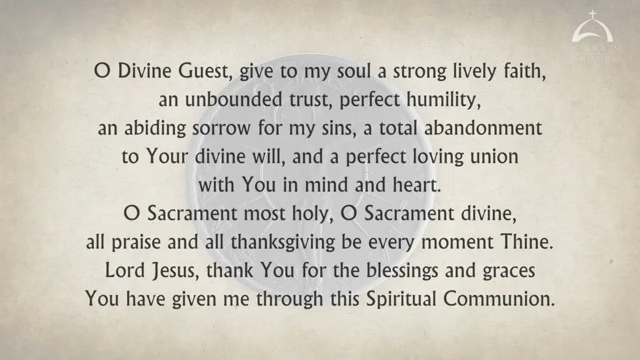 O Divine Guest, give to my soul a strong lively faith,
an unbounded trust, perfect humility,
an abiding sorrow for my sins, a total abandonment
to Your divine will, and a perfect loving union
with You in mind and heart.
O Sacrament most holy, O Sacrament divine,
all praise and all thanksgiving be every moment Thine.
Lord Jesus, thank You for the blessings and graces
You have given me through this Spiritual Communion.